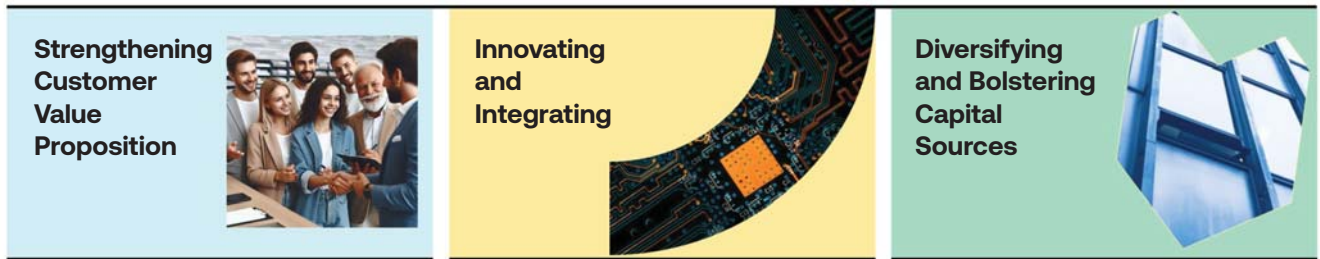 Strengthening
Customer
Value
Proposition
Innovating
and
Integrating
Diversifying
and Bolstering
Capital
Sources